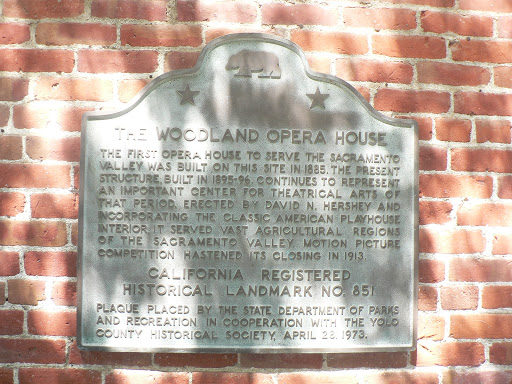 THE WOODLAND OPERA HOUSE
THE FIRST OPERA HOUSE TO SERVE THE SACRAMENTO
VALLEY WAS BUILT ON THIS SITE IN 1885. THE PRESENT
STRUCTURE, BUILT IN 1895-96, CONTINUES TO REPRESENT
AN IMPORTANT CENTER FOR THEATRICAL ARTS OF
THAT PERIOD. ERECTED BY DAVID N. HERSHEY AND
INCORPORATING THE CLASSIC AMERICAN PLAYHOUSE
INTERIOR, IT SERVED VAST AGRICULTURAL REGIONS
OF THE SACRAMENTO VALLEY. MOTION PICTURE
COMPETITION HASTENED ITS CLOSING IN 1913.
CALIFORNIA REGISTERED
HISTORICAL LANDMARK NO. 851
PLAQUE PLACED BY THE STATE DEPARTMENT OF PARKS
AND RECREATION IN COOPERATION WITH THE YOLO
COUNTY HISTORICAL SOCIETY, APRIL 28, 1973.